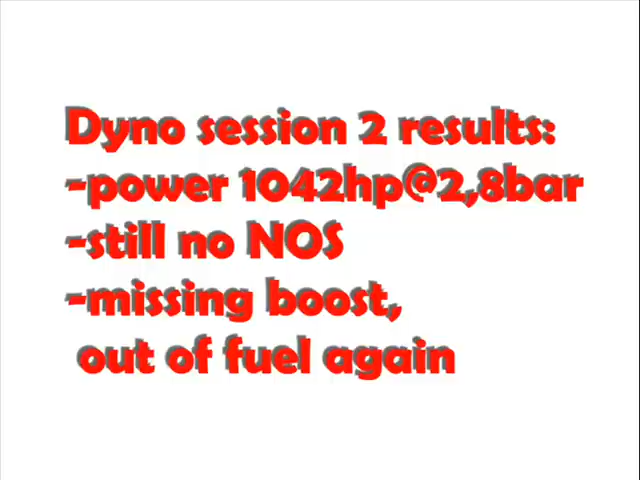 Dyno session 2 results:
-power 1042hp@2,8bar
-still no NOS
-missing boost,
out of fuel again